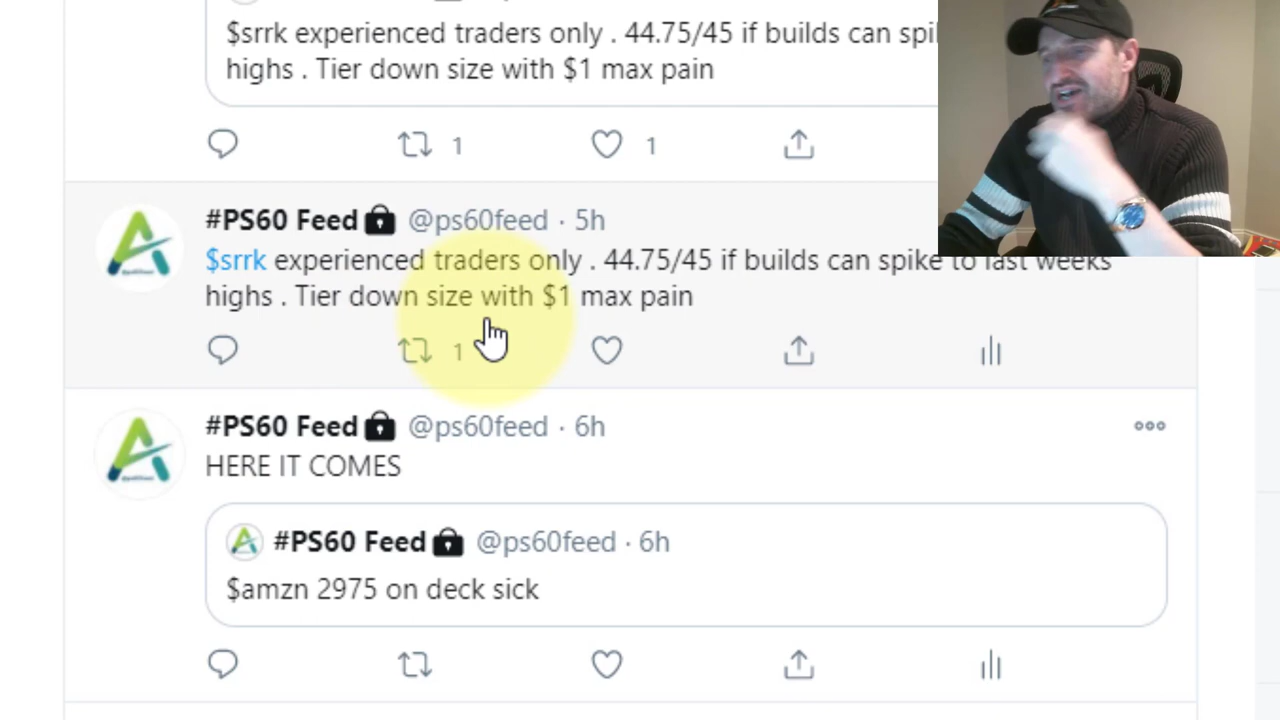 $srrk experienced traders only . 44.75/45 if builds can spi
highs . Tier down size with $1 max pain
1
1
#PS60 Feed @ps60feed · 5h
$srrk experienced traders only . 44.75/45 if builds can spike to last weeks
highs . Tier down size with $1 max pain
1
#PS60 Feed @ps60feed · 6h
HERE IT COMES
#PS60 Feed @ps60feed · 6h
$amzn 2975 on deck sick